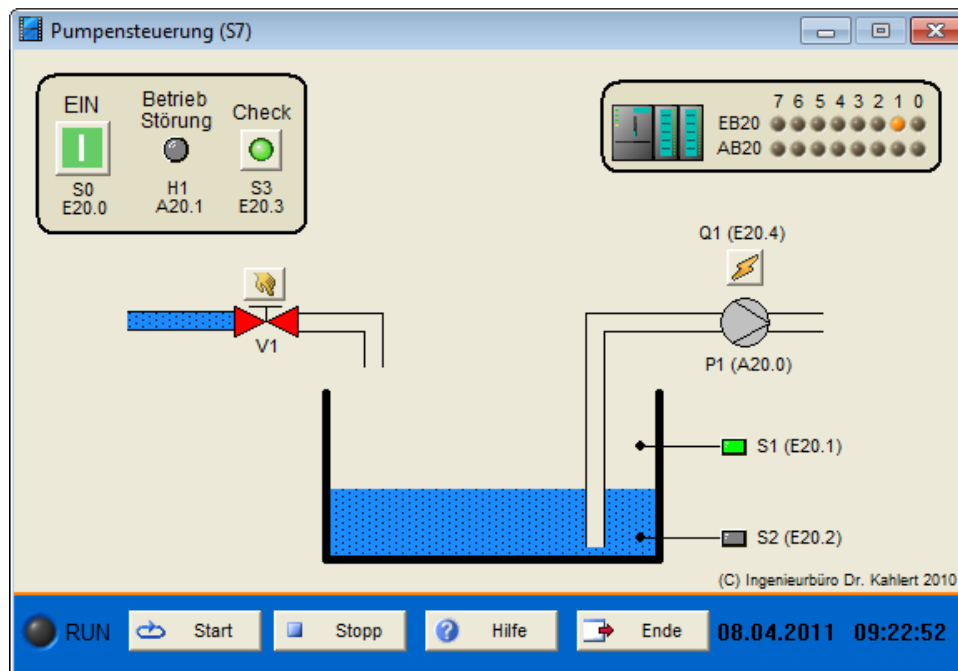 Pumpensteuerung (S7)
EIN
Betrieb
Störung
Check
S0
E20.0
H1
A20.1
S3
E20.3
7 6 5 4 3 2 1 0
EB20
AB20
Q1 (E20.4)
V1
P1 (A20.0)
S1 (E20.1)
S2 (E20.2)
(C) Ingenieurbüro Dr. Kahlert 2010
RUN
Start
Stopp
Hilfe
Ende
08.04.2011 09:22:52